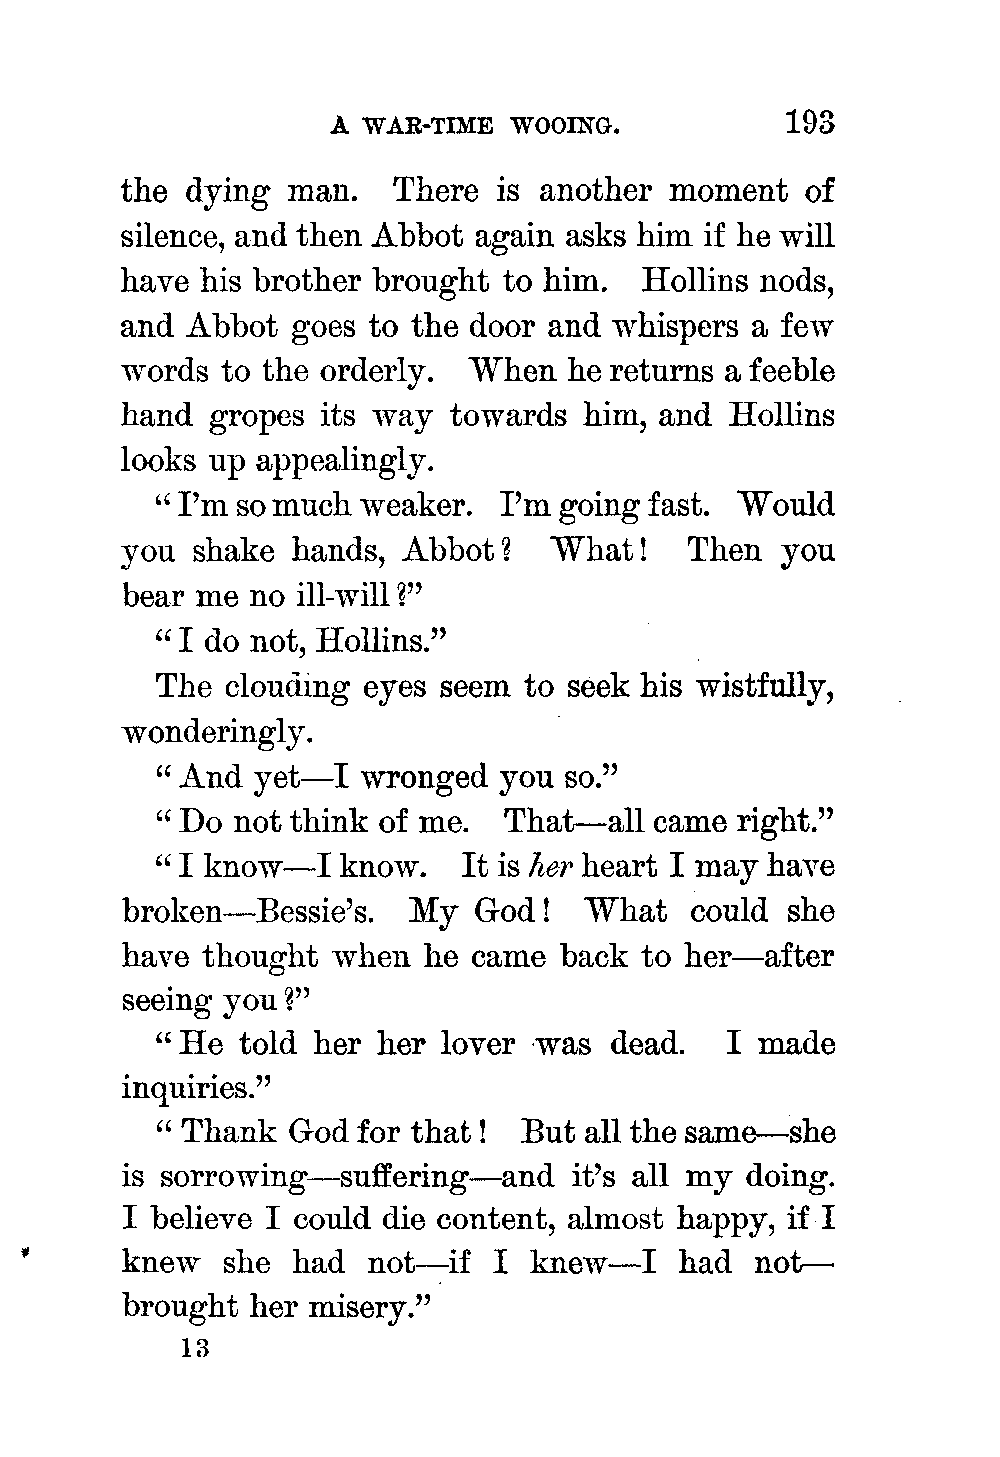 A WAR-TIME WOOING. 193
the dying man. There is another moment of
silence, and then Abbot again asks him if he will
have his brother brought to him. Hollins nods,
and Abbot goes to the door and whispers a few
words to the orderly. When he returns a feeble
hand gropes its way towards him, and Hollins
looks up appealingly.
“I’m so much weaker. I’m going fast. Would
you shake hands, Abbot? What! Then you
bear me no ill-will?”
“I do not, Hollins.”
The clouding eyes seem to seek his wistfully,
wonderingly.
“And yet—I wronged you so.”
“Do not think of me. That—all came right.”
“I know—I know. It is her heart I may have
broken—Bessie’s. My God! What could she
have thought when he came back to her—after
seeing you?”
“He told her her lover was dead. I made
inquiries.”
“Thank God for that! But all the same—she
is sorrowing—suffering—and it’s all my doing.
I believe I could die content, almost happy, if I
knew she had not—if I knew—I had not—
brought her misery.”
13